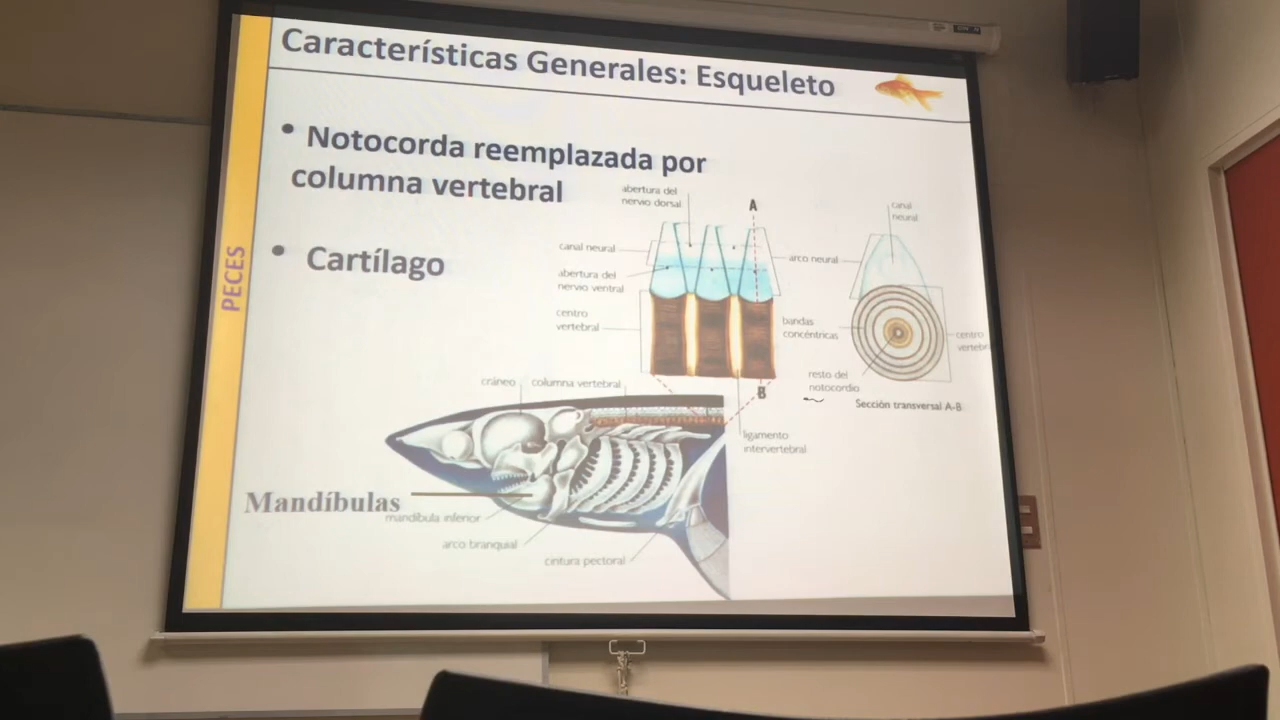 Características Generales: Esqueleto
PECES
• Notocorda reemplazada por
columna vertebral
• Cartílago
abertura del
nervio dorsal
A
canal neural
abertura del
nervio ventral
centro
vertebral
arco neural
canal
neural
bandas
concéntricas
centro
resto del
notocordio
B
Sección transversal A-B
ligamento
intervertebral
cráneo
columna vertebral
Mandíbulas
mandíbula inferior
arco branquial
cintura pectoral